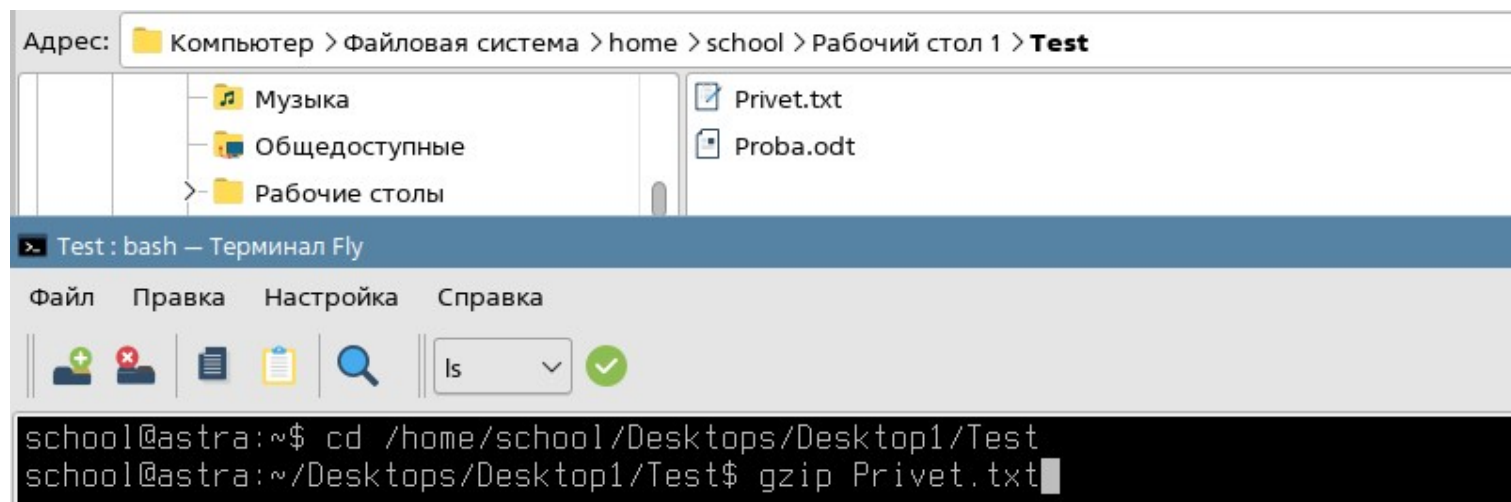 Адрес: Компьютер > Файловая система > home > school > Рабочий стол 1 > Test
Музыка
Общедоступные
Рабочие столы
Privet.txt
Proba.odt
Test : bash — Терминал Fly
Файл Правка Настройка Справка
ls
school@astra:~$ cd /home/school/Desktops/Desktop1/Test
school@astra:~/Desktops/Desktop1/Test$ gzip Privet.txt